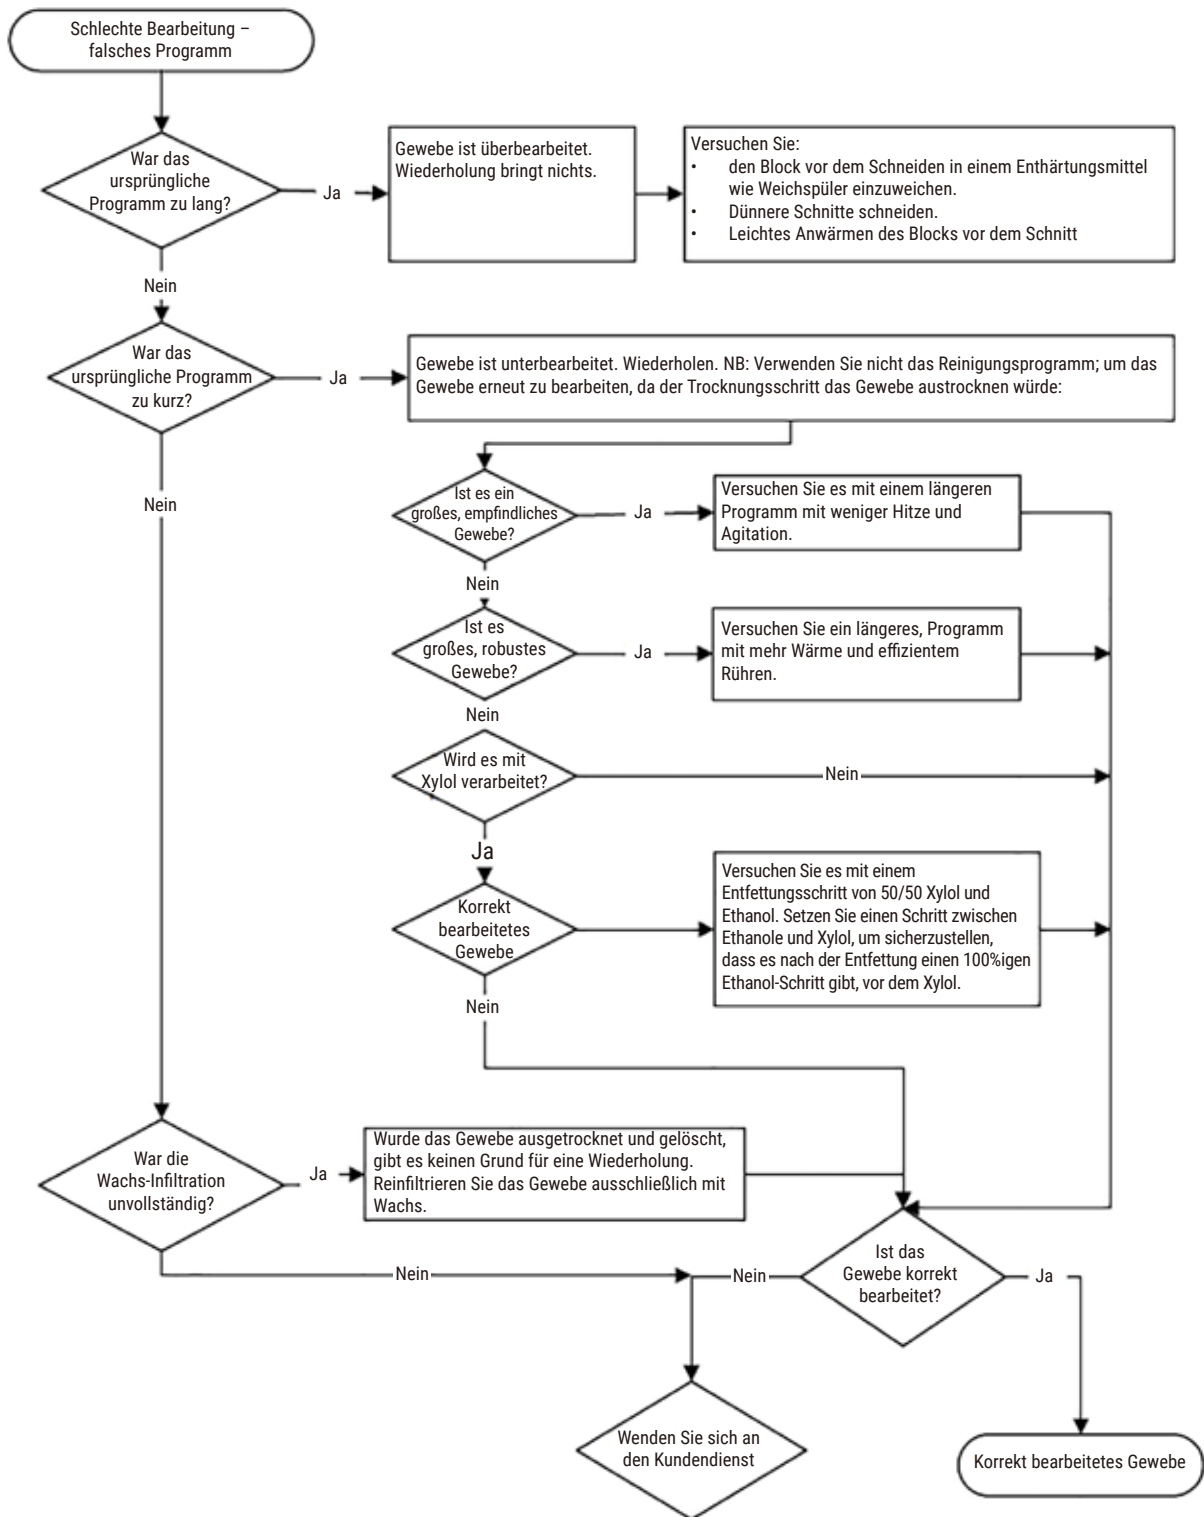 Schlechte Bearbeitung –
falsches Programm
War das
ursprüngliche
Programm zu lang?
Ja
Gewebe ist überbearbeitet.
Wiederholung bringt nichts.
Versuchen Sie:
• den Block vor dem Schneiden in einem Enthärtungsmittel
wie Weichspüler einzuweichen.
• Dünnere Schnitte schneiden.
• Leichtes Anwärmen des Blocks vor dem Schnitt
Nein
War das
ursprüngliche Programm
zu kurz?
Ja
Gewebe ist unterbearbeitet. Wiederholen. NB: Verwenden Sie nicht das Reinigungsprogramm; um das
Gewebe erneut zu bearbeiten, da der Trocknungsschritt das Gewebe austrocknen würde:
Nein
Ist es ein
großes, empfindliches
Gewebe?
Ja
Versuchen Sie es mit einem längeren
Programm mit weniger Hitze und
Agitation.
Nein
Ist es
großes, robustes
Gewebe?
Ja
Versuchen Sie ein längeres, Programm
mit mehr Wärme und effizientem
Rühren.
Nein
Wird es mit
Xylol verarbeitet?
Nein
Ja
Korrekt
bearbeitetes
Gewebe
Versuchen Sie es mit einem
Entfettungsschritt von 50/50 Xylol und
Ethanol. Setzen Sie einen Schritt zwischen
Ethanole und Xylol, um sicherzustellen,
dass es nach der Entfettung einen 100%igen
Ethanol-Schritt gibt, vor dem Xylol.
Nein
War die
Wachs-Infiltration
unvollständig?
Ja
Wurde das Gewebe ausgetrocknet und gelöscht,
gibt es keinen Grund für eine Wiederholung.
Reinfiltrieren Sie das Gewebe ausschließlich mit
Wachs.
Nein
Ist das
Gewebe korrekt
bearbeitet?
Nein
Ja
Wenden Sie sich an
den Kundendienst
Korrekt bearbeitetes Gewebe